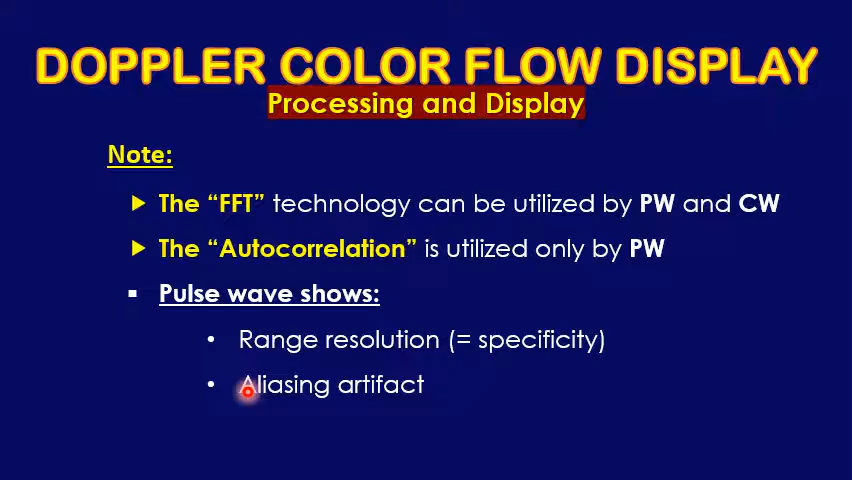 DOPPLER COLOR FLOW DISPLAY
Processing and Display
Note:
The “FFT” technology can be utilized by PW and CW
The “Autocorrelation” is utilized only by PW
Pulse wave shows:
Range resolution (= specificity)
Aliasing artifact